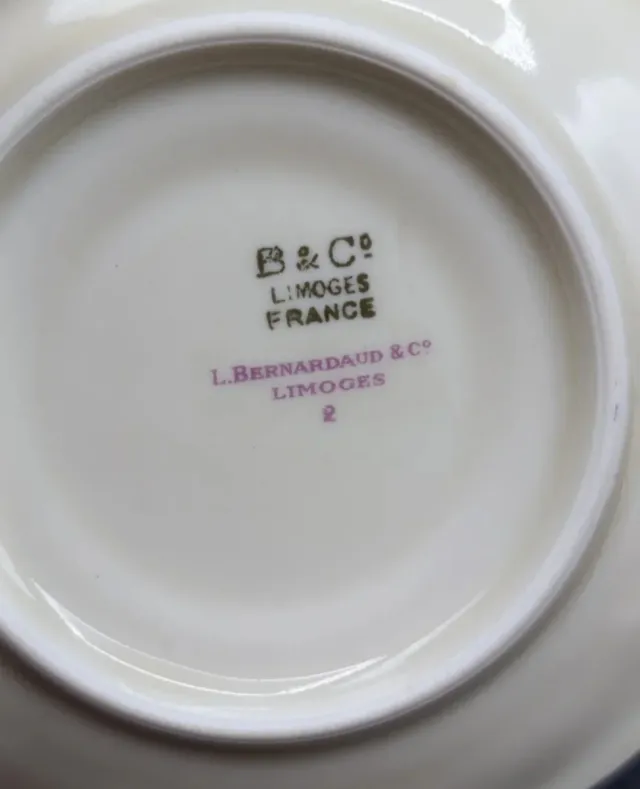 B & Cº
LIMOGES
FRANCE
L. BERNARDAUD & Cº
LIMOGES
2